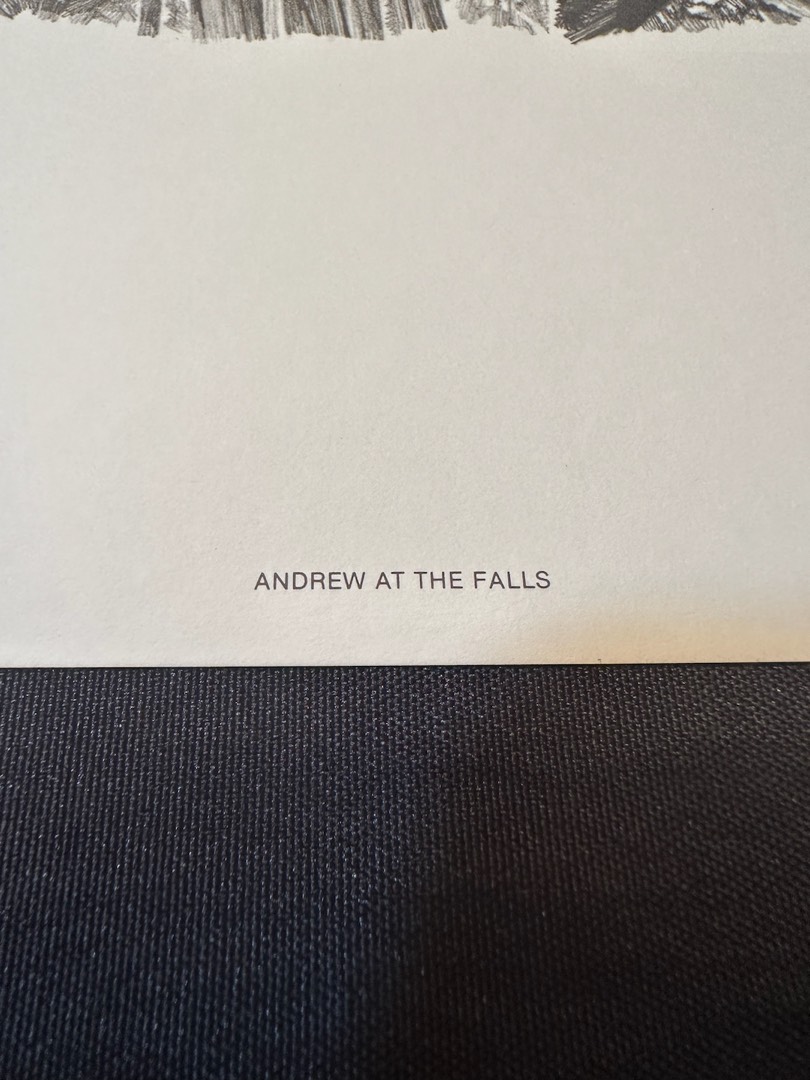 ANDREW AT THE FALLS